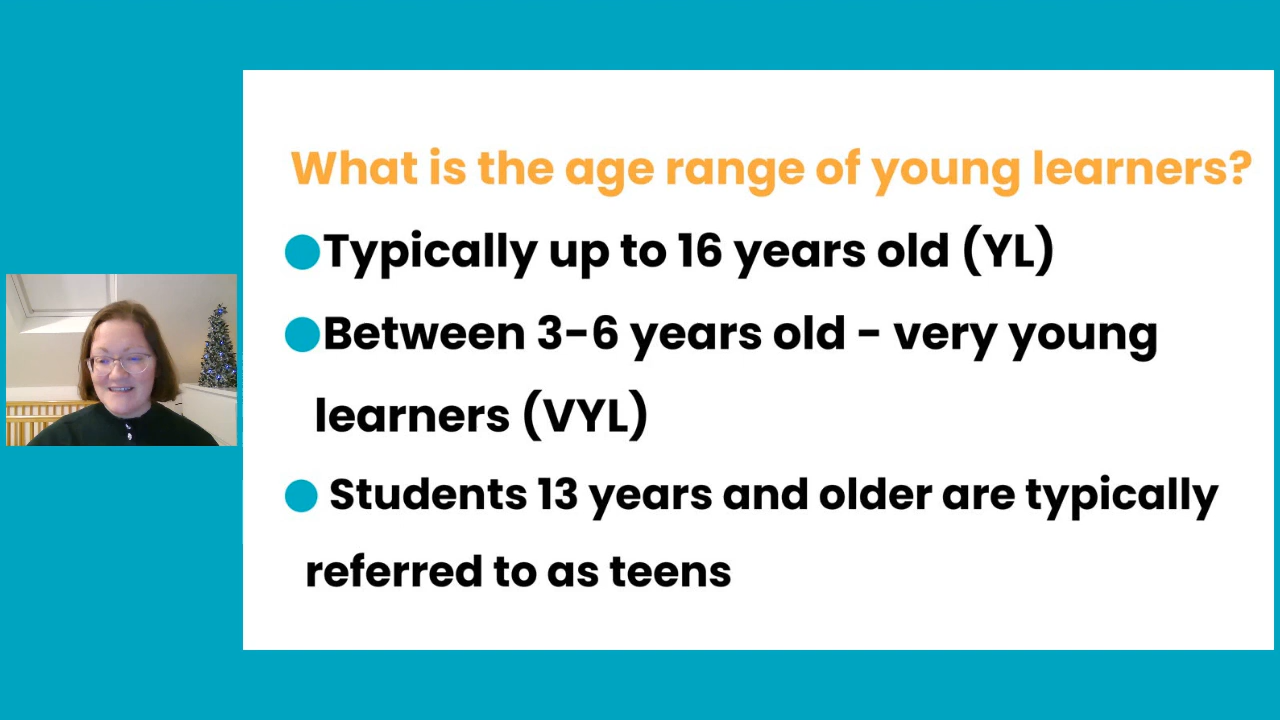 What is the age range of young learners?
Typically up to 16 years old (YL)
Between 3-6 years old - very young
learners (VYL)
Students 13 years and older are typically
referred to as teens